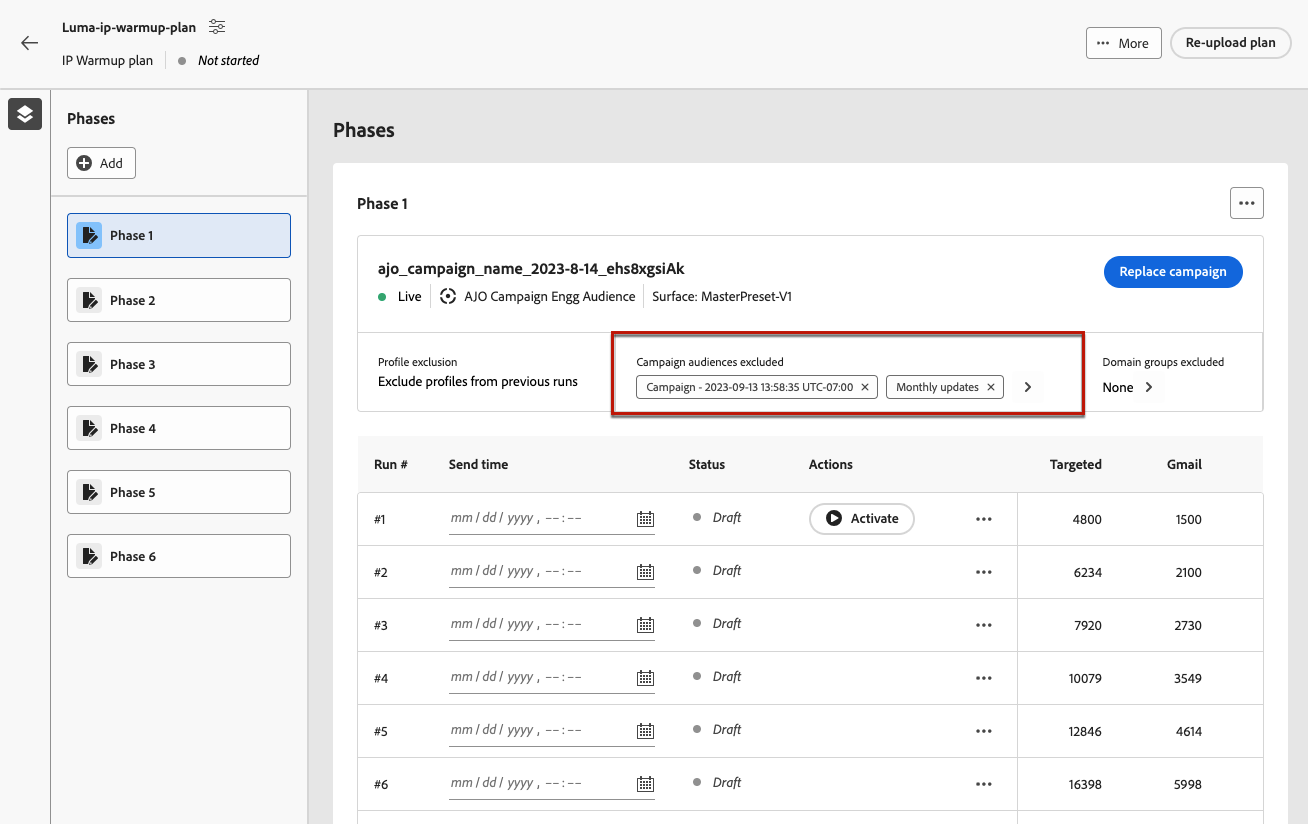 Luma-ip-warmup-plan
IP Warmup plan
Not started
More
Re-upload plan
Phases
Add
Phase 1
Phase 2
Phase 3
Phase 4
Phase 5
Phase 6
Phases
Phase 1
ajo_campaign_name_2023-8-14_ehs8xgsiAk
Live
AJO Campaign Engg Audience
Surface: MasterPreset-V1
Replace campaign
Profile exclusion
Exclude profiles from previous runs
Campaign audiences excluded
Campaign - 2023-09-13 13:58:35 UTC-07:00
Monthly updates
Domain groups excluded
None
Run # Send time Status Actions Targeted Gmail
#1 mm / dd / yyyy , --:-- Draft Activate 4800 1500
#2 mm / dd / yyyy , --:-- Draft 6234 2100
#3 mm / dd / yyyy , --:-- Draft 7920 2730
#4 mm / dd / yyyy , --:-- Draft 10079 3549
#5 mm / dd / yyyy , --:-- Draft 12846 4614
#6 mm / dd / yyyy , --:-- Draft 16398 5998